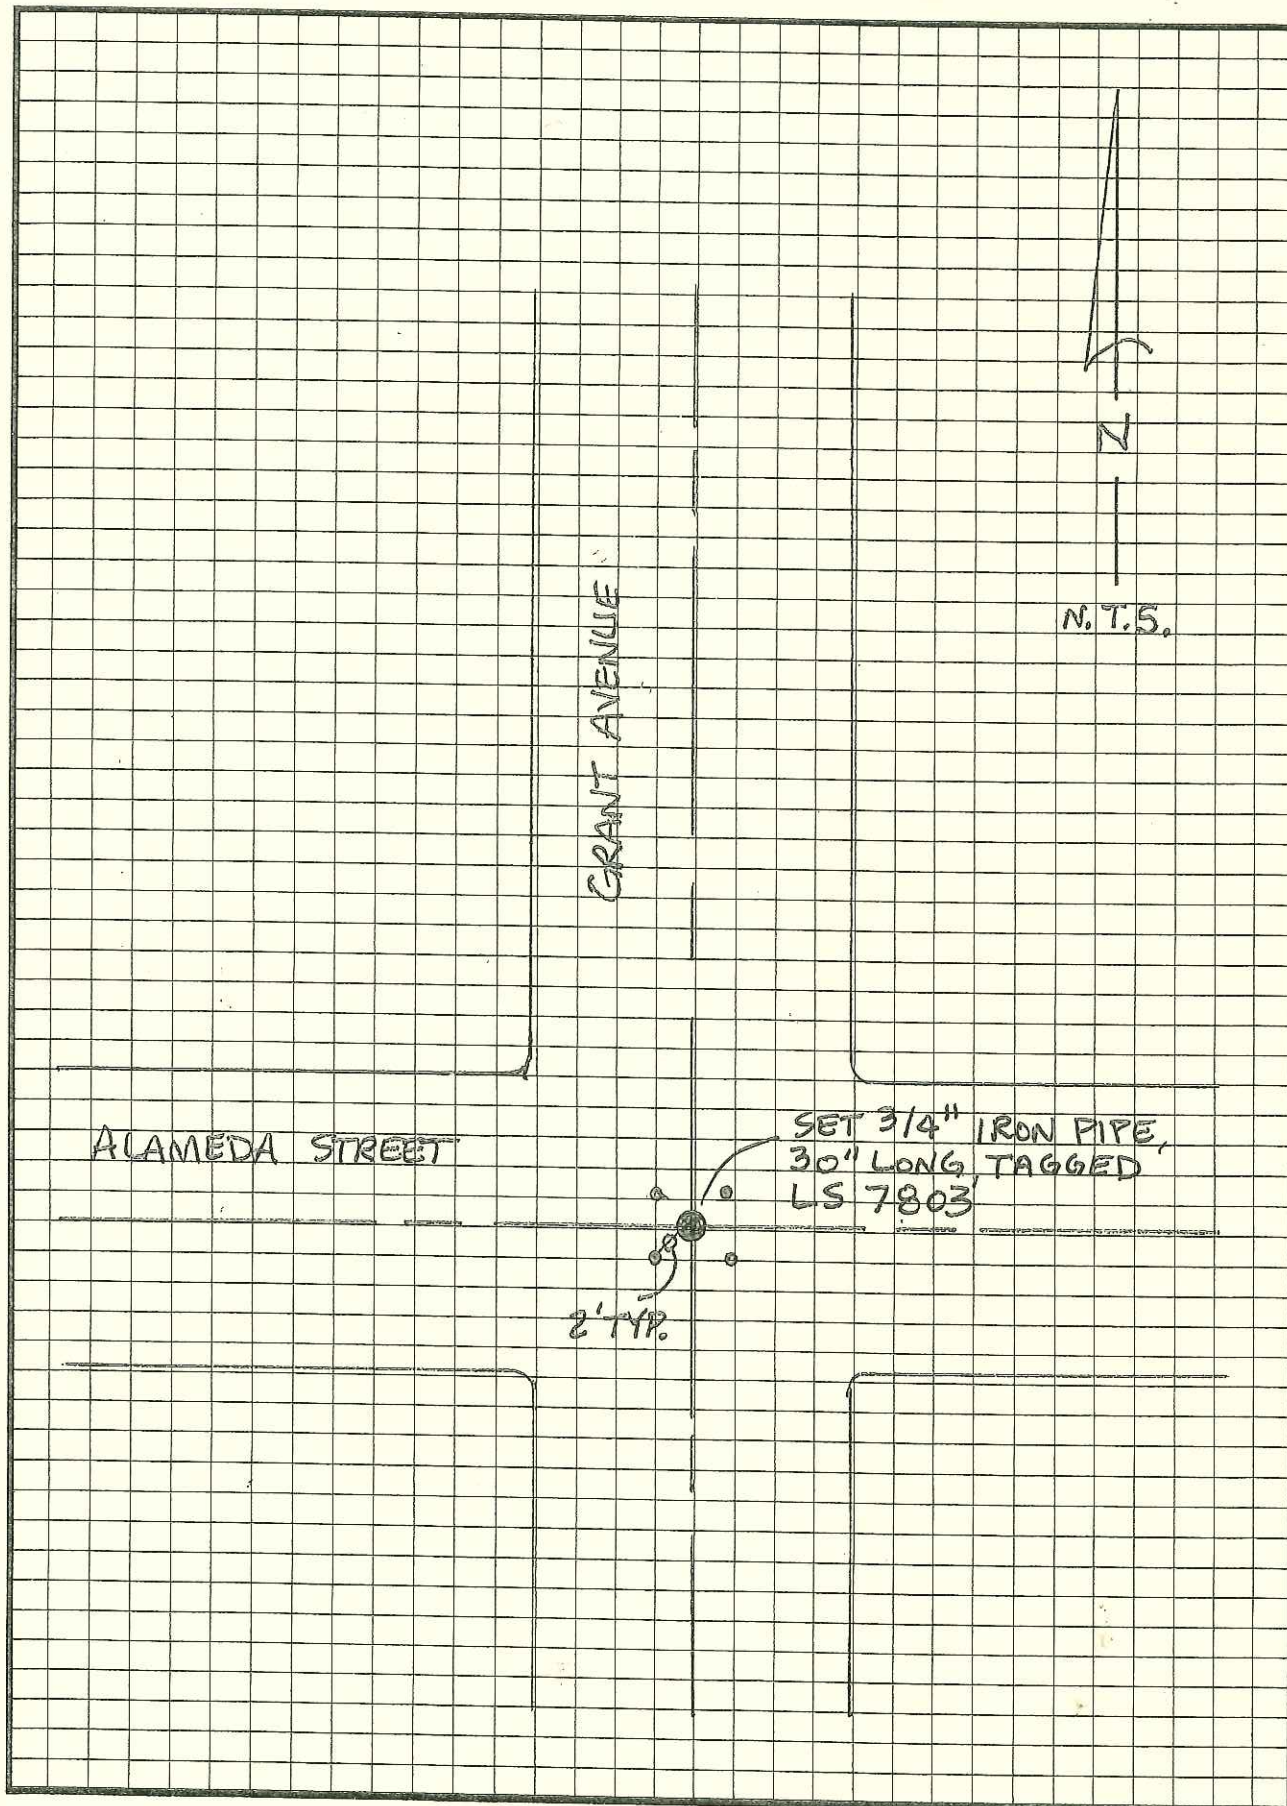 N
N.T.S.
GRANT AVENUE
ALAMEDA STREET
SET 3/4" IRON PIPE,
30" LONG, TAGGED
LS 7803
2' TYP.